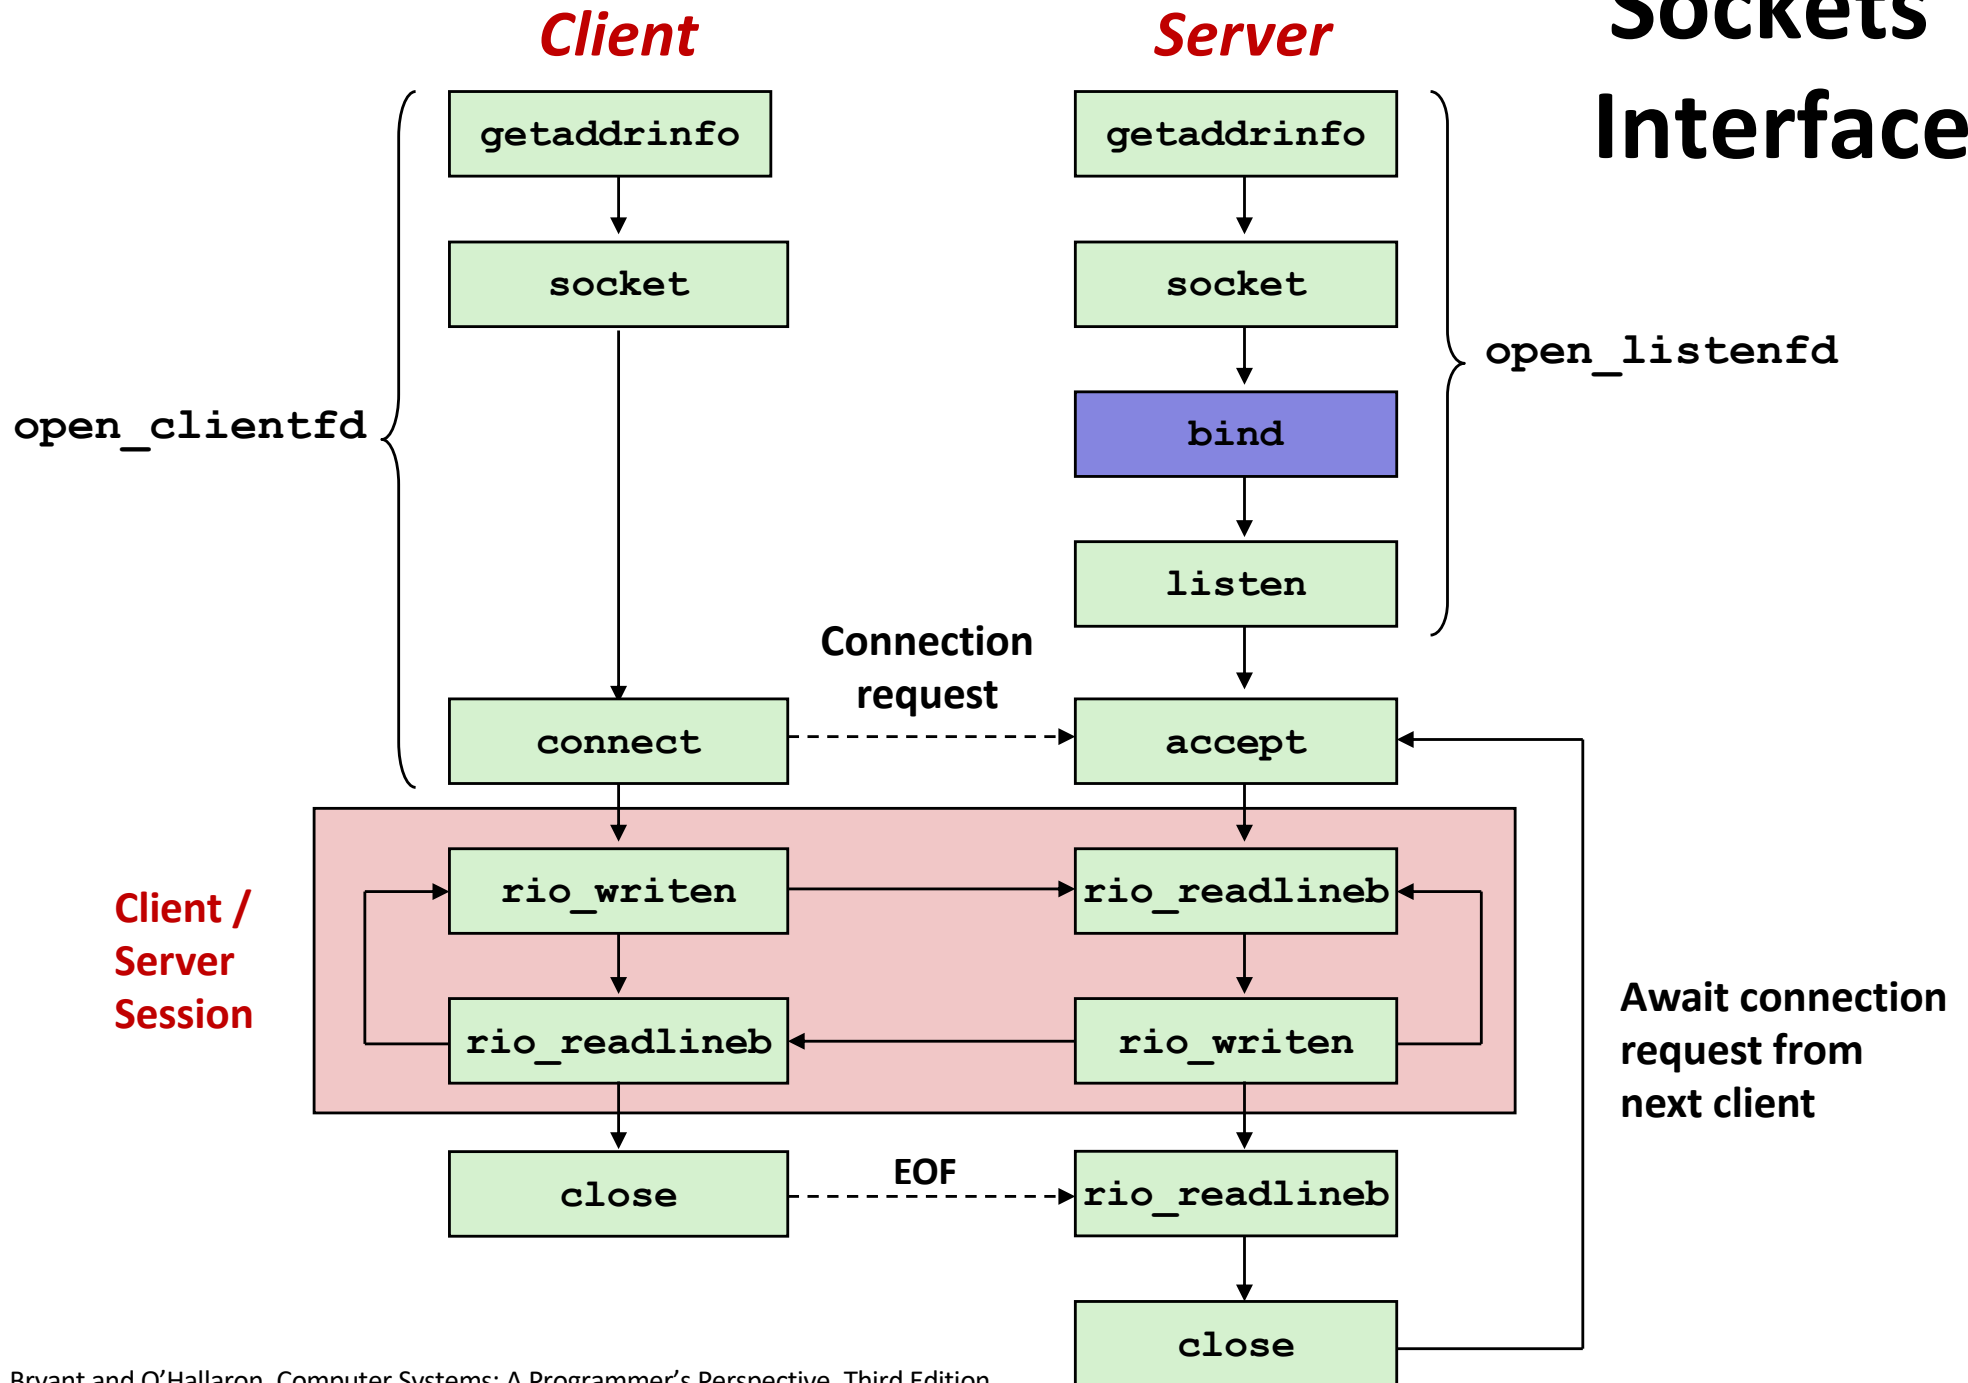 Client
Server
Sockets
Interface
getaddrinfo
getaddrinfo
socket
socket
open_listenfd
open_clientfd
bind
listen
Connection
request
connect
accept
rio_writen
rio_readlineb
Client /
Server
Session
rio_readlineb
rio_writen
Await connection
request from
next client
close
EOF
rio_readlineb
close
Bryant and O'Hallaron, Computer Systems: A Programmer's Perspective, Third Edition